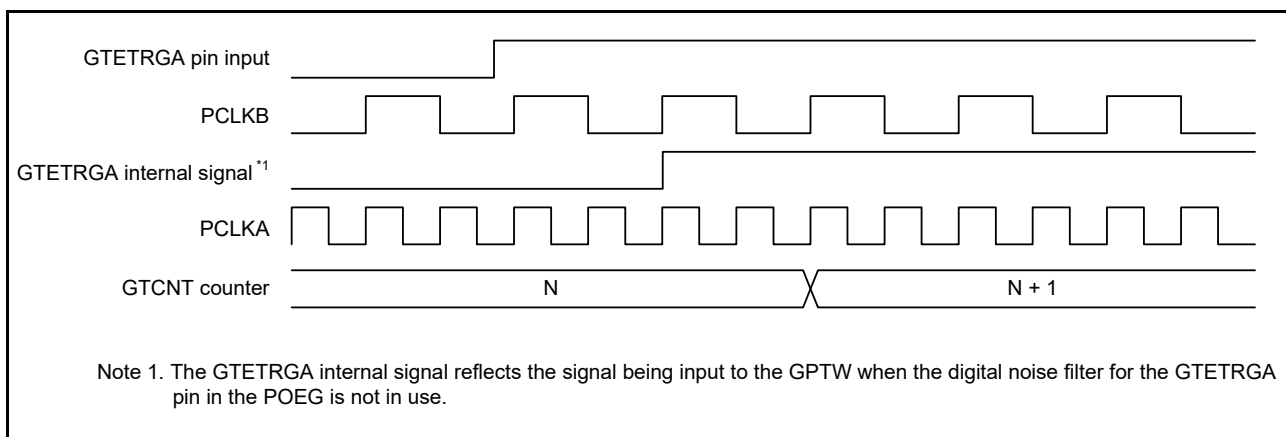 GTETRGA pin input
PCLKB
GTETRGA internal signal *1
PCLKA
GTCNT counter
N
N + 1
Note 1. The GTETRGA internal signal reflects the signal being input to the GPTW when the digital noise filter for the GTETRGA
pin in the POEG is not in use.